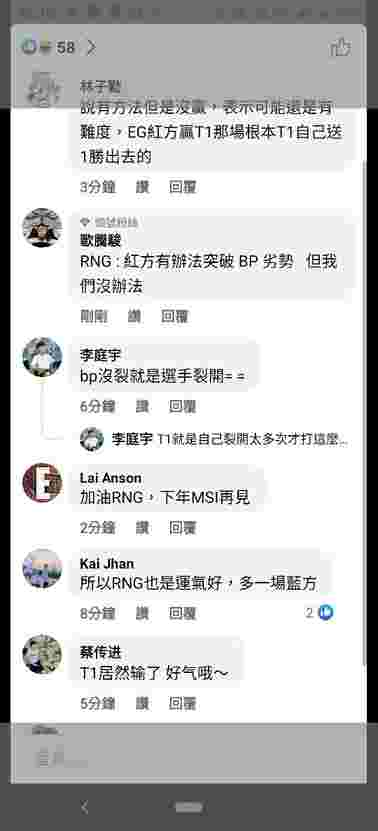 58
林子勤
說有方法但是沒贏，表示可能還是有
難度，EG紅方贏T1那場根本T1自己送
1勝出去的
3分鐘 讚 回覆
頭號粉絲
歐騰駿
RNG : 紅方有辦法突破 BP 劣勢 但我
們沒辦法
剛剛 讚 回覆
李庭宇
bp沒裂就是選手裂開= =
6分鐘 讚 回覆
李庭宇 T1就是自己裂開太多次才打這麼...
Lai Anson
加油RNG，下年MSI再見
2分鐘 讚 回覆
Kai Jhan
所以RNG也是運氣好，多一場藍方
8分鐘 讚 回覆 2
蔡传进
T1居然输了 好气哦～
5分鐘 讚 回覆